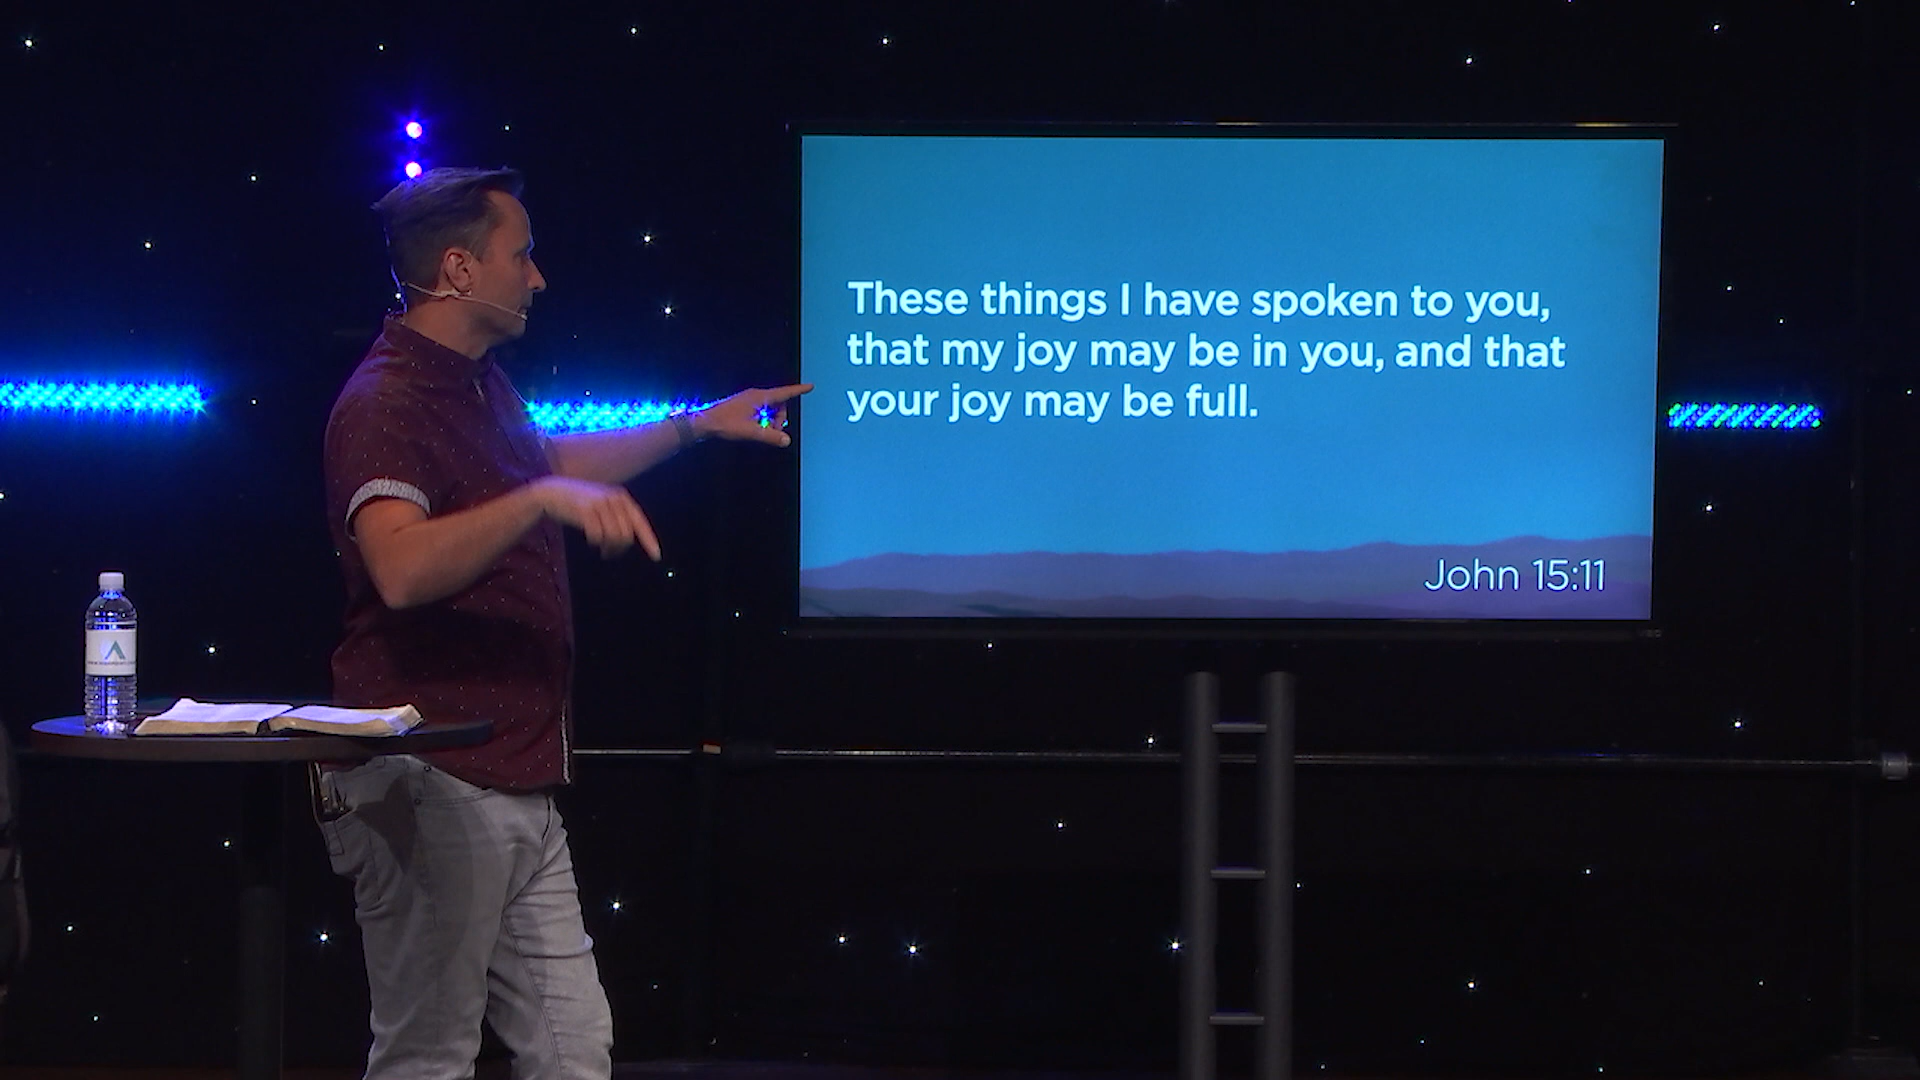 These things I have spoken to you,
that my joy may be in you, and that
your joy may be full.
John 15:11